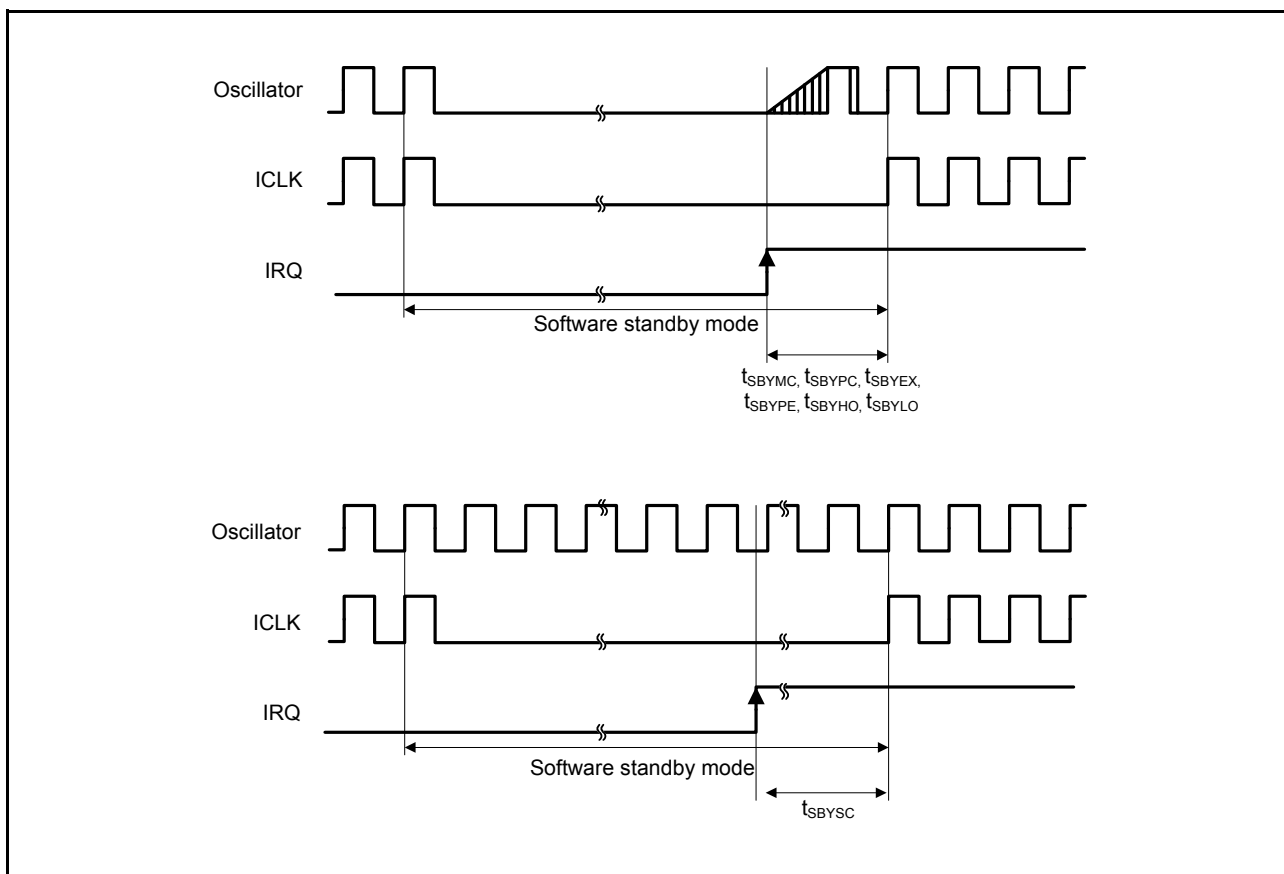 Oscillator
ICLK
IRQ
Software standby mode
tSBYMC, tSBYPC, tSBYEX,
tSBYPE, tSBYHO, tSBYLO
Oscillator
ICLK
IRQ
Software standby mode
tSBYSC